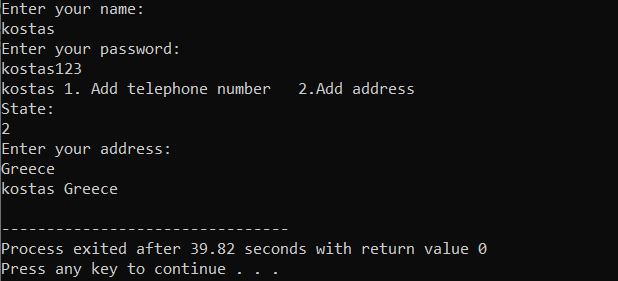 Enter your name:
kostas
Enter your password:
kostas123
kostas 1. Add telephone number   2.Add address
State:
2
Enter your address:
Greece
kostas Greece

--------------------------------
Process exited after 39.82 seconds with return value 0
Press any key to continue . . .